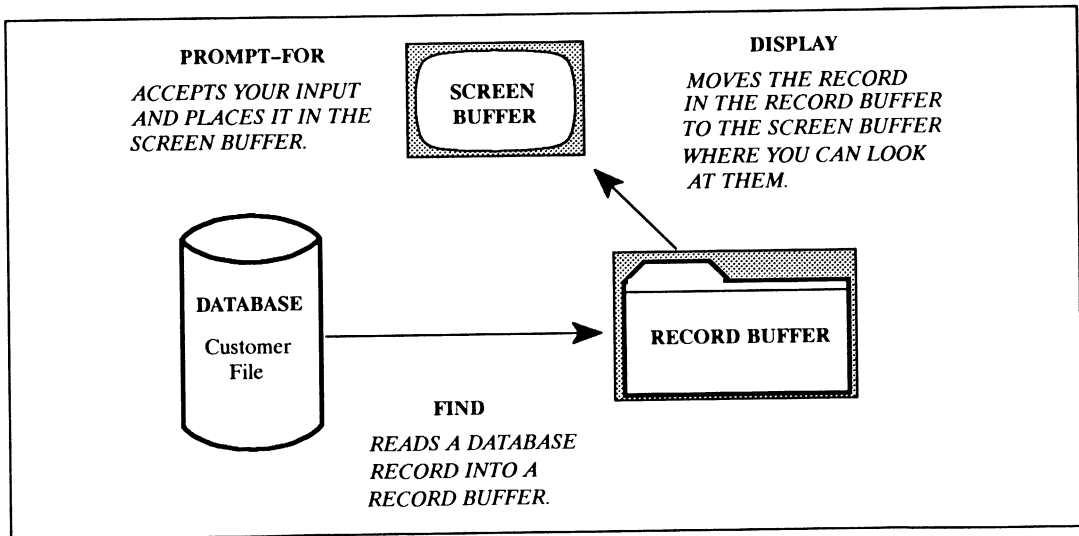 PROMPT–FOR
ACCEPTS YOUR INPUT
AND PLACES IT IN THE
SCREEN BUFFER.
SCREEN
BUFFER
DISPLAY
MOVES THE RECORD
IN THE RECORD BUFFER
TO THE SCREEN BUFFER
WHERE YOU CAN LOOK
AT THEM.
DATABASE
Customer
File
RECORD BUFFER
FIND
READS A DATABASE
RECORD INTO A
RECORD BUFFER.